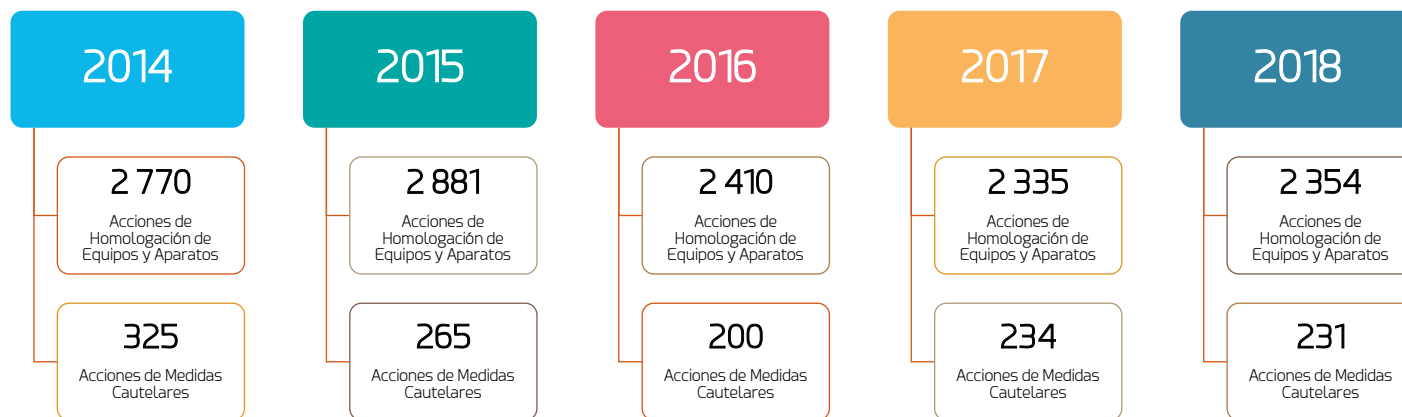 2014
2 770
Acciones de
Homologación de
Equipos y Aparatos
325
Acciones de Medidas
Cautelares
2015
2 881
Acciones de
Homologación de
Equipos y Aparatos
265
Acciones de Medidas
Cautelares
2016
2 410
Acciones de
Homologación de
Equipos y Aparatos
200
Acciones de Medidas
Cautelares
2017
2 335
Acciones de
Homologación de
Equipos y Aparatos
234
Acciones de Medidas
Cautelares
2018
2 354
Acciones de
Homologación de
Equipos y Aparatos
231
Acciones de Medidas
Cautelares